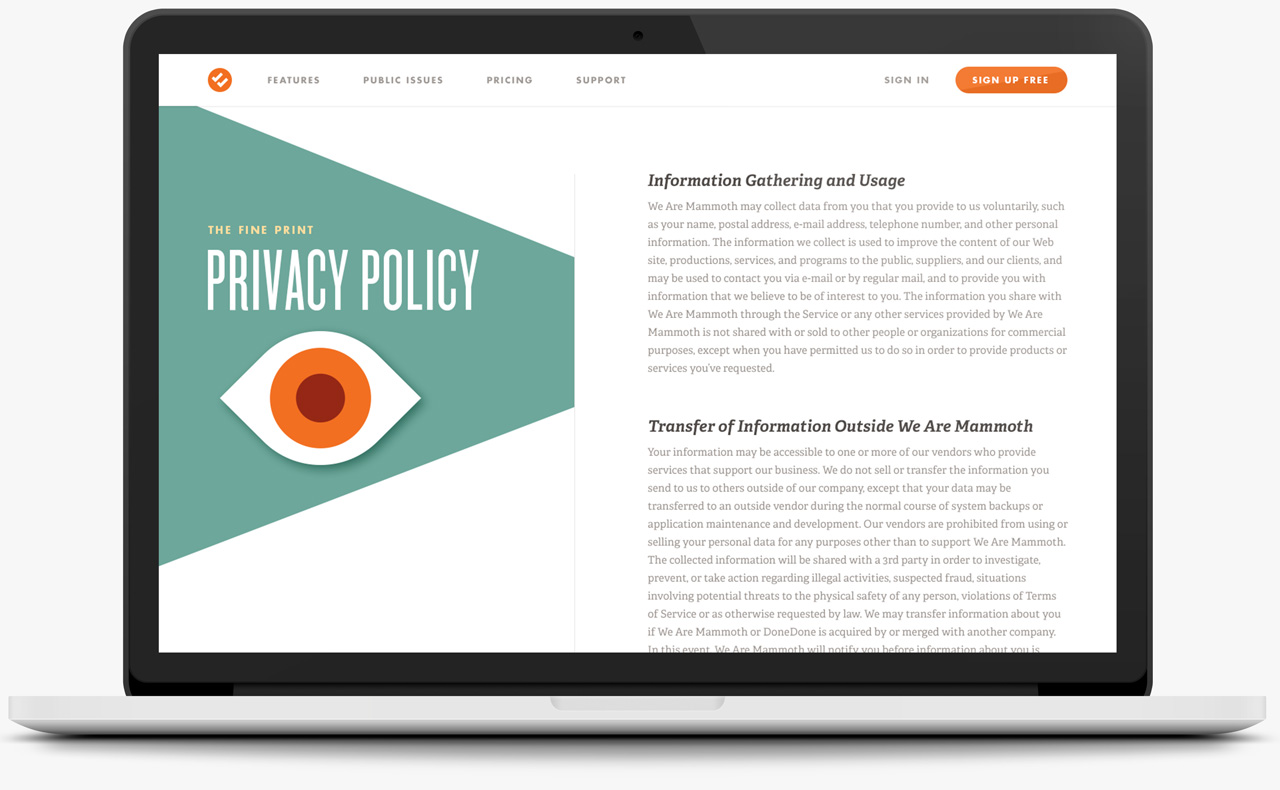 FEATURES PUBLIC ISSUES PRICING SUPPORT SIGN IN SIGN UP FREE
THE FINE PRINT
PRIVACY POLICY
Information Gathering and Usage
We Are Mammoth may collect data from you that you provide to us voluntarily, such
as your name, postal address, e-mail address, telephone number, and other personal
information. The information we collect is used to improve the content of our Web
site, productions, services, and programs to the public, suppliers, and our clients, and
may be used to contact you via e-mail or by regular mail, and to provide you with
information that we believe to be of interest to you. The information you share with
We Are Mammoth through the Service or any other services provided by We Are
Mammoth is not shared with or sold to other people or organizations for commercial
purposes, except when you have permitted us to do so in order to provide products or
services you've requested.
Transfer of Information Outside We Are Mammoth
Your information may be accessible to one or more of our vendors who provide
services that support our business. We do not sell or transfer the information you
send to us to others outside of our company, except that your data may be
transferred to an outside vendor during the normal course of system backups or
application maintenance and development. Our vendors are prohibited from using or
selling your personal data for any purposes other than to support We Are Mammoth.
The collected information will be shared with a 3rd party in order to investigate,
prevent, or take action regarding illegal activities, suspected fraud, situations
involving potential threats to the physical safety of any person, violations of Terms
of Service or as otherwise requested by law. We may transfer information about you
if We Are Mammoth or DoneDone is acquired by or merged with another company.
In this event, We Are Mammoth will notify you before information about you is